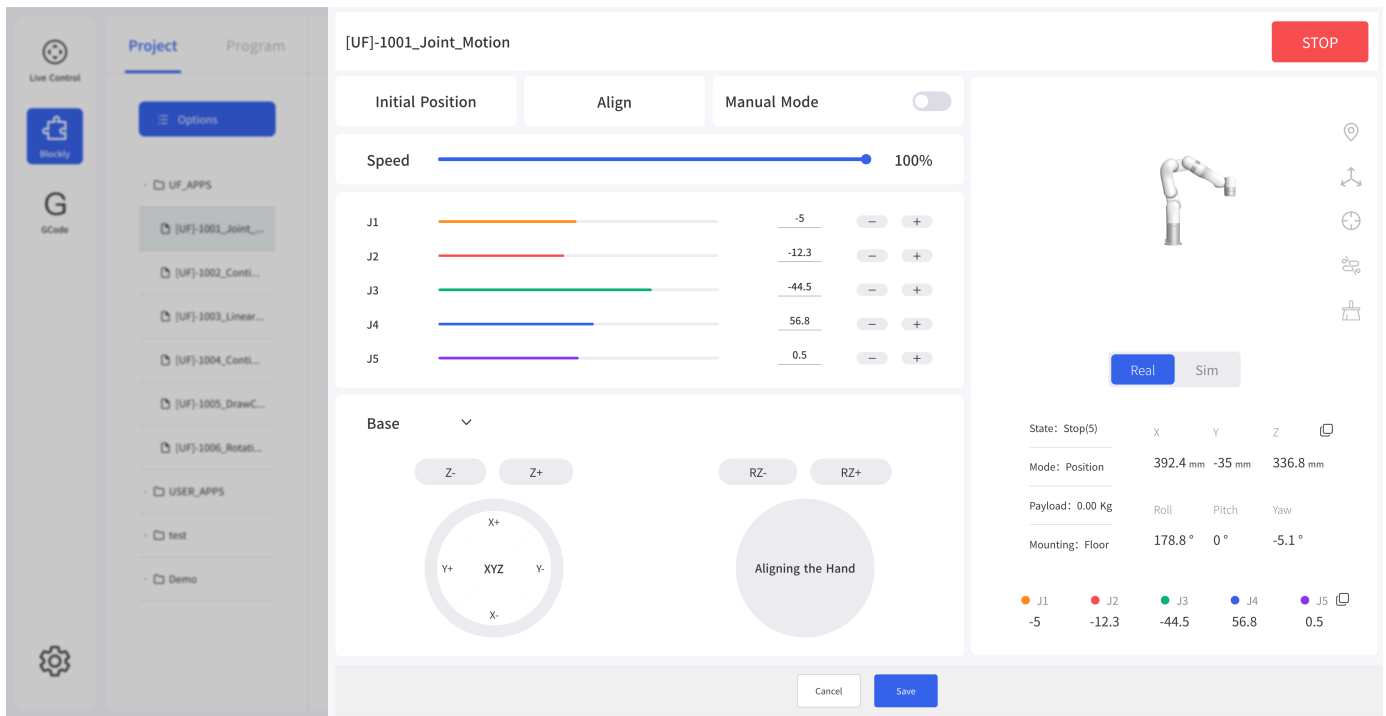 Live Control
Blockly
G
GCode
Project Program
Options
UF_APPS
[UF]-1001_Joint_...
[UF]-1002_Conti...
[UF]-1003_Linear...
[UF]-1004_Conti...
[UF]-1005_DrawC...
[UF]-1006_Rotati...
USER_APPS
test
Demo
[UF]-1001_Joint_Motion
STOP
Initial Position Align Manual Mode
Speed 100%
J1 -5 − +
J2 -12.3 − +
J3 -44.5 − +
J4 56.8 − +
J5 0.5 − +
Base
Z- Z+
X+
Y+ XYZ Y-
X-
RZ- RZ+
Aligning the Hand
Real Sim
State: Stop(5)
Mode: Position
Payload: 0.00 Kg
Mounting: Floor
X Y Z
392.4 mm -35 mm 336.8 mm
Roll Pitch Yaw
178.8 ° 0 ° -5.1 °
J1 J2 J3 J4 J5
-5 -12.3 -44.5 56.8 0.5
Cancel Save